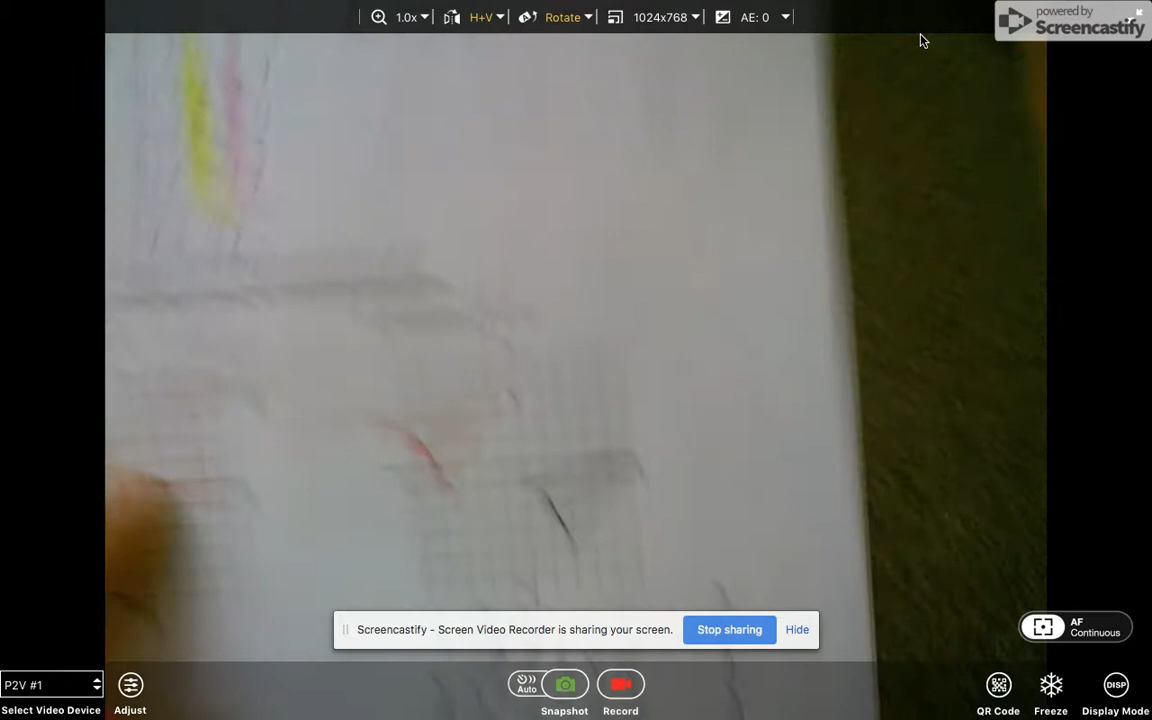 1.0x H+V Rotate 1024x768 AE: 0
powered by
Screencastify
Screencastify - Screen Video Recorder is sharing your screen. Stop sharing Hide
AF
Continuous
P2V #1
Auto
Select Video Device Adjust Snapshot Record QR Code Freeze DISP Display Mode